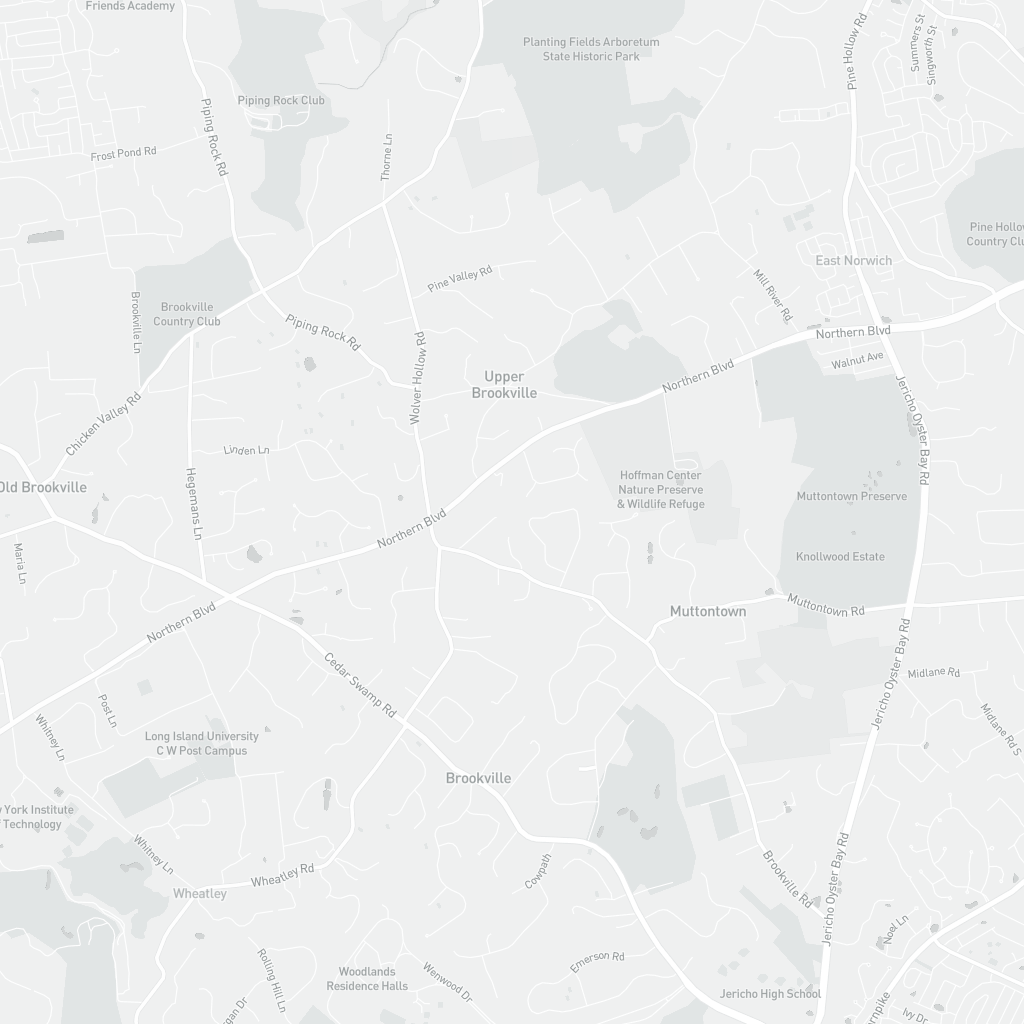 Friends Academy
Planting Fields Arboretum
State Historic Park
Pine Hollow Rd
Summers St
Singworth St
Piping Rock Club
Piping Rock Rd
Frost Pond Rd
Thorne Ln
Pine Hollow
Country Clu
East Norwich
Pine Valley Rd
Mill River Rd
Brookville Ln
Brookville
Country Club
Piping Rock Rd
Northern Blvd
Walnut Ave
Wolver Hollow Rd
Upper
Brookville
Northern Blvd
Jericho Oyster Bay Rd
Chicken Valley Rd
Linden Ln
Hegemans Ln
Hoffman Center
Nature Preserve
& Wildlife Refuge
Old Brookville
Muttontown Preserve
Northern Blvd
Maria Ln
Knollwood Estate
Northern Blvd
Muttontown
Muttontown Rd
Jericho Oyster Bay Rd
Cedar Swamp Rd
Midlane Rd
Post Ln
Whitney Ln
Midlane Rd S
Long Island University
C W Post Campus
Brookville
York Institute
Technology
Whitney Ln
Wheatley Rd
Wheatley
Cowpath
Brookville Rd
Jericho Oyster Bay Rd
Noel Ln
Rolling Hill Ln
Woodlands
Residence Halls
Wenwood Dr
Emerson Rd
Jericho High School
Ivy Dr